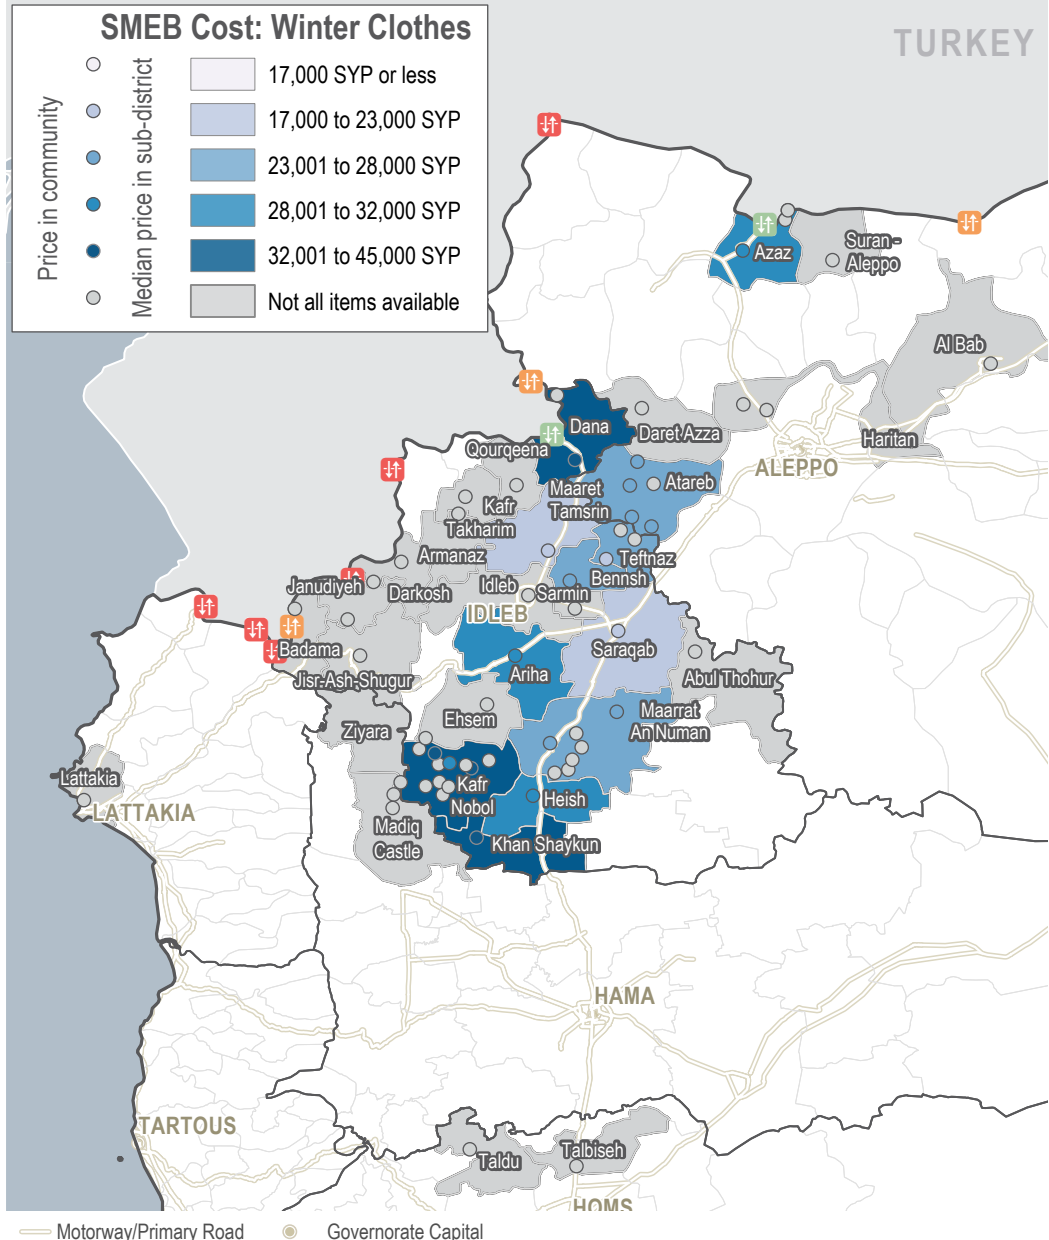 SMEB Cost: Winter Clothes
Price in community
Median price in sub-district
17,000 SYP or less
17,000 to 23,000 SYP
23,001 to 28,000 SYP
28,001 to 32,000 SYP
32,001 to 45,000 SYP
Not all items available
TURKEY
Azaz
Suran -
Aleppo
Al Bab
Haritan
Dana
Daret Azza
ALEPPO
Qourqeena
Atareb
Maaret
Tamsrin
Kafr
Takharim
Armanaz
Teftnaz
Bennsh
Janudiyeh
Darkosh
Idleb
Sarmin
IDLEB
Badama
Saraqab
Jisr-Ash-Shugur
Ariha
Abul Thohur
Ehsem
Maarrat
An Numan
Ziyara
Lattakia
LATTAKIA
Kafr
Nobol
Heish
Madiq
Castle
Khan Shaykun
HAMA
TARTOUS
Taldu
Talbiseh
HOMS
Motorway/Primary Road
Governorate Capital